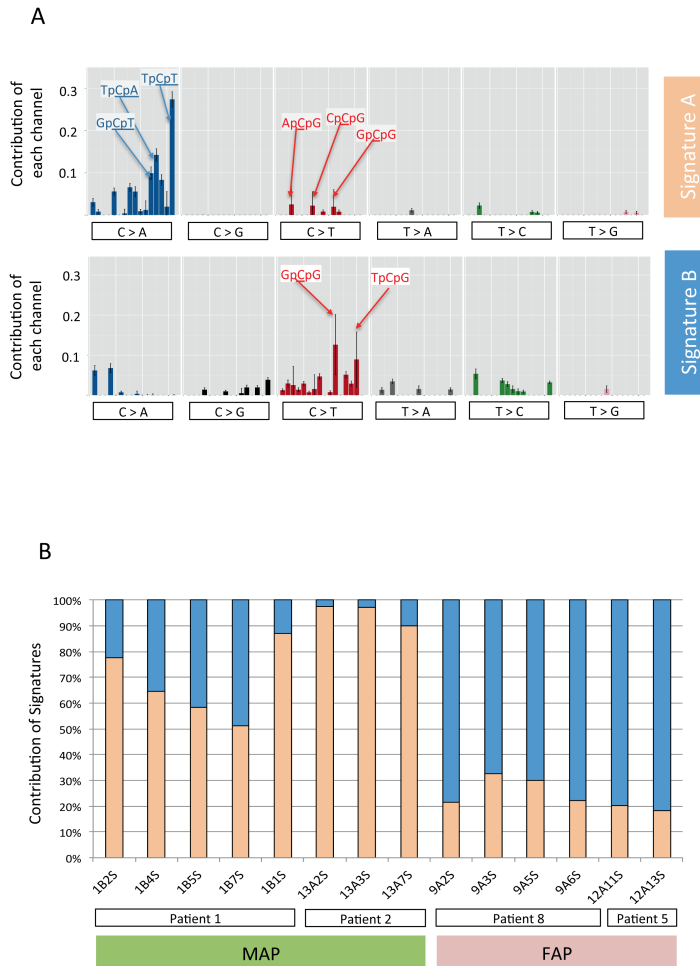 A
Contribution of
each channel
0.3
0.2
0.1
TpCpT
TpCpA
GpCpT
ApCpG
CpCpG
GpCpG
C > A
C > G
C > T
T > A
T > C
T > G
Signature A
Contribution of
each channel
0.3
0.2
0.1
GpCpG
TpCpG
C > A
C > G
C > T
T > A
T > C
T > G
Signature B
B
Contribution of Signatures
100%
90%
80%
70%
60%
50%
40%
30%
20%
10%
0%
1B2S
1B4S
1B5S
1B7S
1B1S
13A2S
13A3S
13A7S
9A2S
9A3S
9A5S
9A6S
12A11S
12A13S
Patient 1
Patient 2
Patient 8
Patient 5
MAP
FAP